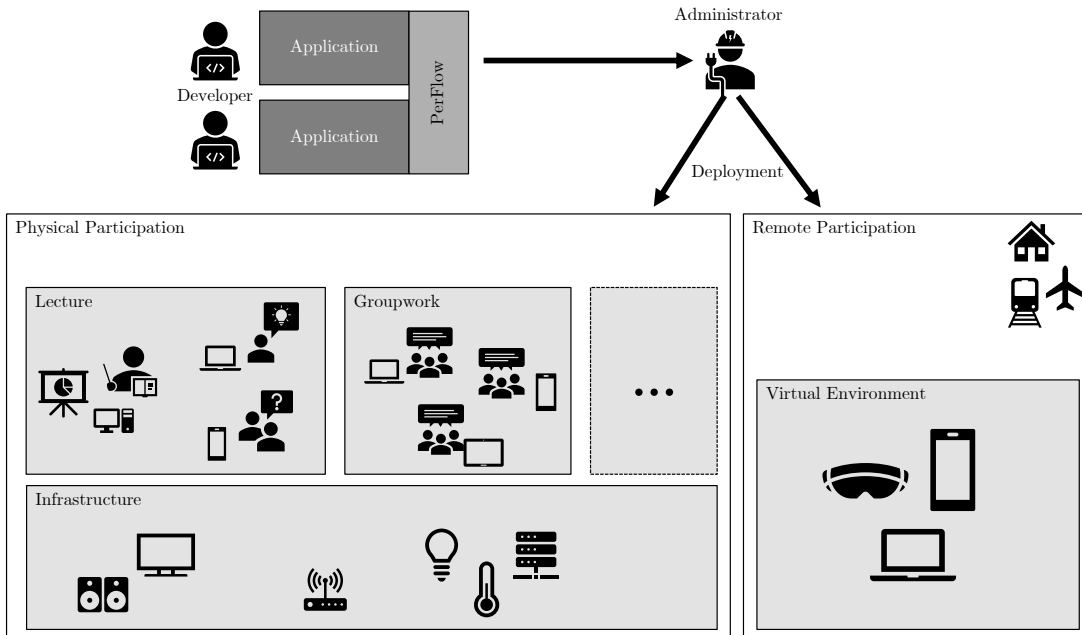 Administrator
Application
Developer
PerFlow
Application
Deployment
Physical Participation
Remote Participation
Lecture
Groupwork
...
Virtual Environment
Infrastructure